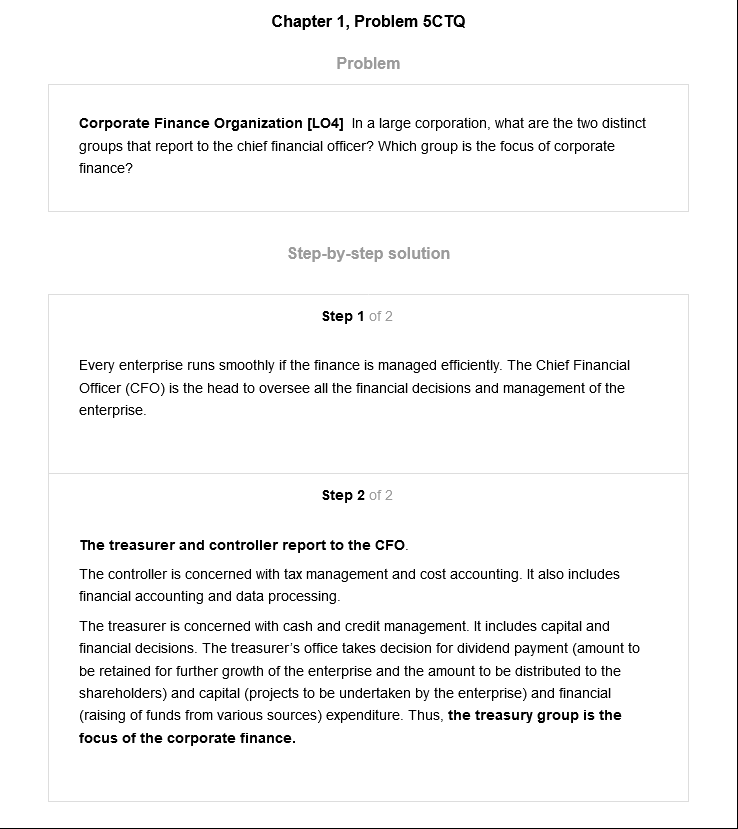 Chapter 1, Problem 5CTQ
Problem
Corporate Finance Organization [LO4] In a large corporation, what are the two distinct
groups that report to the chief financial officer? Which group is the focus of corporate
finance?
Step-by-step solution
Step 1 of 2
Every enterprise runs smoothly if the finance is managed efficiently. The Chief Financial
Officer (CFO) is the head to oversee all the financial decisions and management of the
enterprise.
Step 2 of 2
The treasurer and controller report to the CFO.
The controller is concerned with tax management and cost accounting. It also includes
financial accounting and data processing.
The treasurer is concerned with cash and credit management. It includes capital and
financial decisions. The treasurer's office takes decision for dividend payment (amount to
be retained for further growth of the enterprise and the amount to be distributed to the
shareholders) and capital (projects to be undertaken by the enterprise) and financial
(raising of funds from various sources) expenditure. Thus, the treasury group is the
focus of the corporate finance.